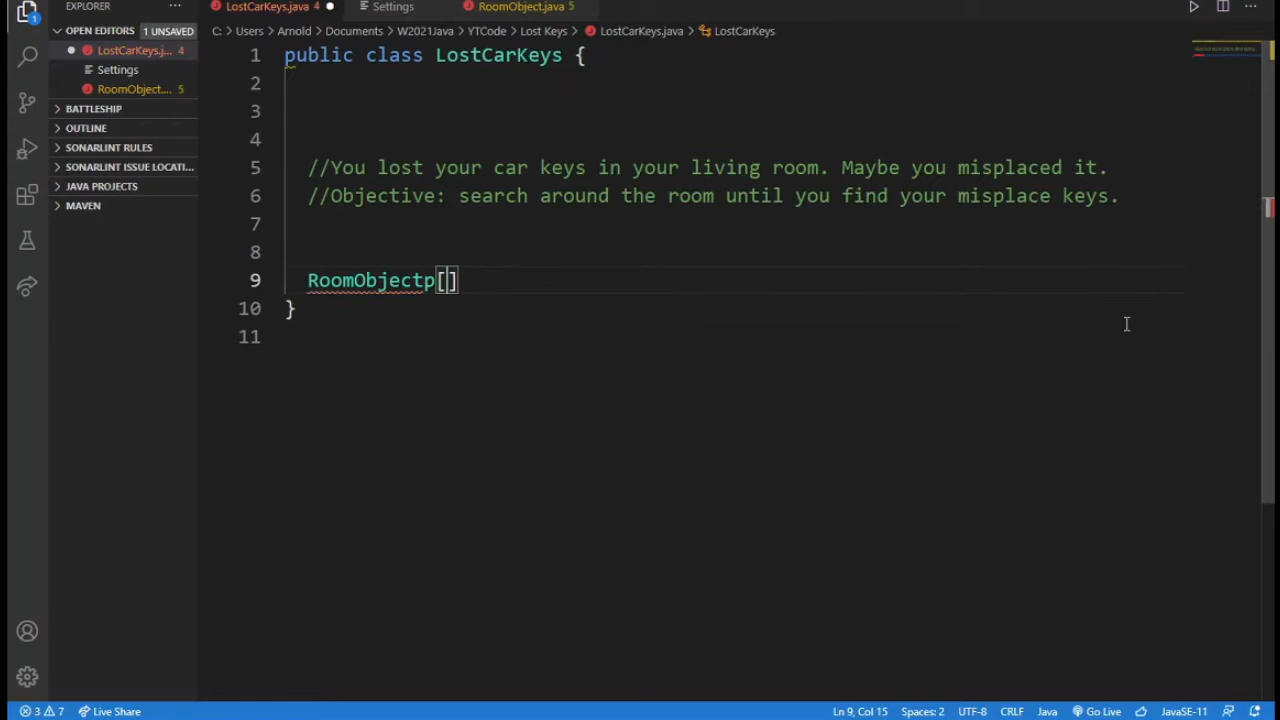 EXPLORER
LostCarKeys.java 4
Settings
RoomObject.java 5
OPEN EDITORS 1 UNSAVED
C: > Users > Arnold > Documents > W2021Java > YTCode > Lost Keys > LostCarKeys.java > LostCarKeys
LostCarKeys.j... 4
Settings
RoomObject.... 5
BATTLESHIP
OUTLINE
SONARLINT RULES
SONARLINT ISSUE LOCATI...
JAVA PROJECTS
MAVEN
1
1 public class LostCarKeys {
2
3
4
5 //You lost your car keys in your living room. Maybe you misplaced it.
6 //Objective: search around the room until you find your misplace keys.
7
8
9 RoomObjectp[]
10 }
11
3 7 Live Share
Ln 9, Col 15 Spaces: 2 UTF-8 CRLF Java Go Live JavaSE-11